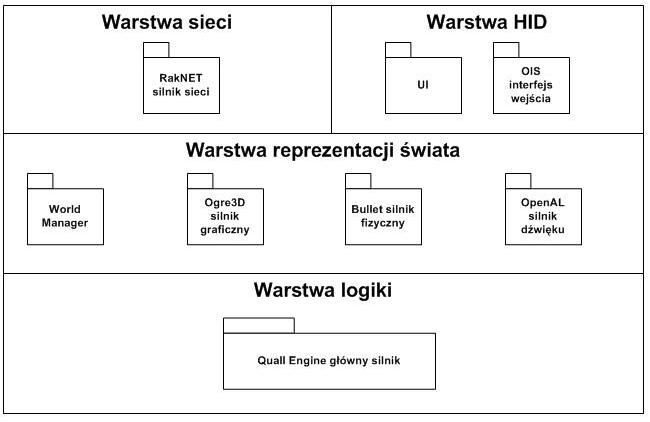 Warstwa sieci
RakNET
silnik sieci
Warstwa HID
UI
OIS
interfejs
wejścia
Warstwa reprezentacji świata
World
Manager
Ogre3D
silnik
graficzny
Bullet silnik
fizyczny
OpenAL
silnik
dźwięku
Warstwa logiki
Quall Engine główny silnik